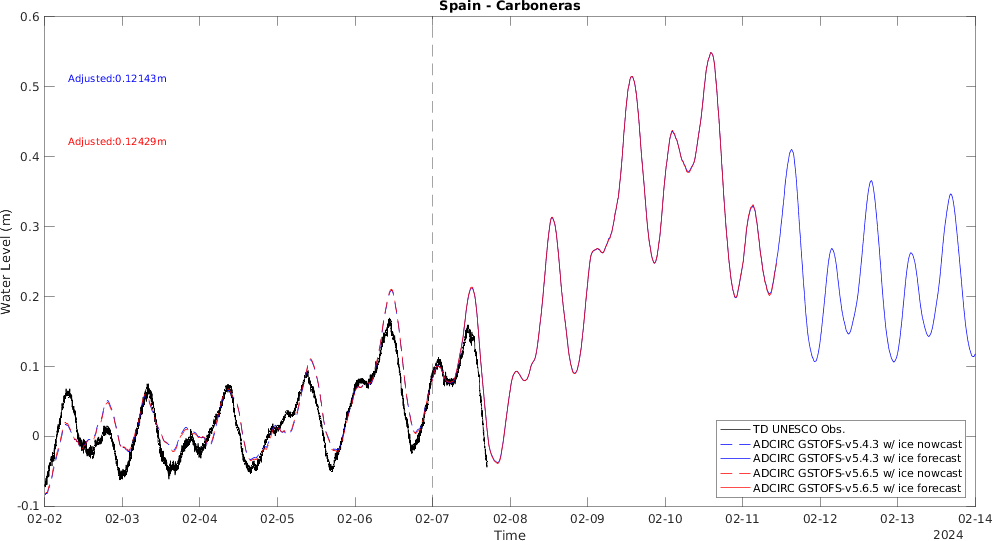 Spain - Carboneras
0.6
0.5
0.4
0.3
0.2
0.1
0
-0.1
Water Level (m)
Adjusted:0.12143m
Adjusted:0.12429m
TD UNESCO Obs.
ADCIRC GSTOFS-v5.4.3 w/ ice nowcast
ADCIRC GSTOFS-v5.4.3 w/ ice forecast
ADCIRC GSTOFS-v5.6.5 w/ ice nowcast
ADCIRC GSTOFS-v5.6.5 w/ ice forecast
02-02 02-03 02-04 02-05 02-06 02-07 02-08 02-09 02-10 02-11 02-12 02-13 02-14
Time
2024